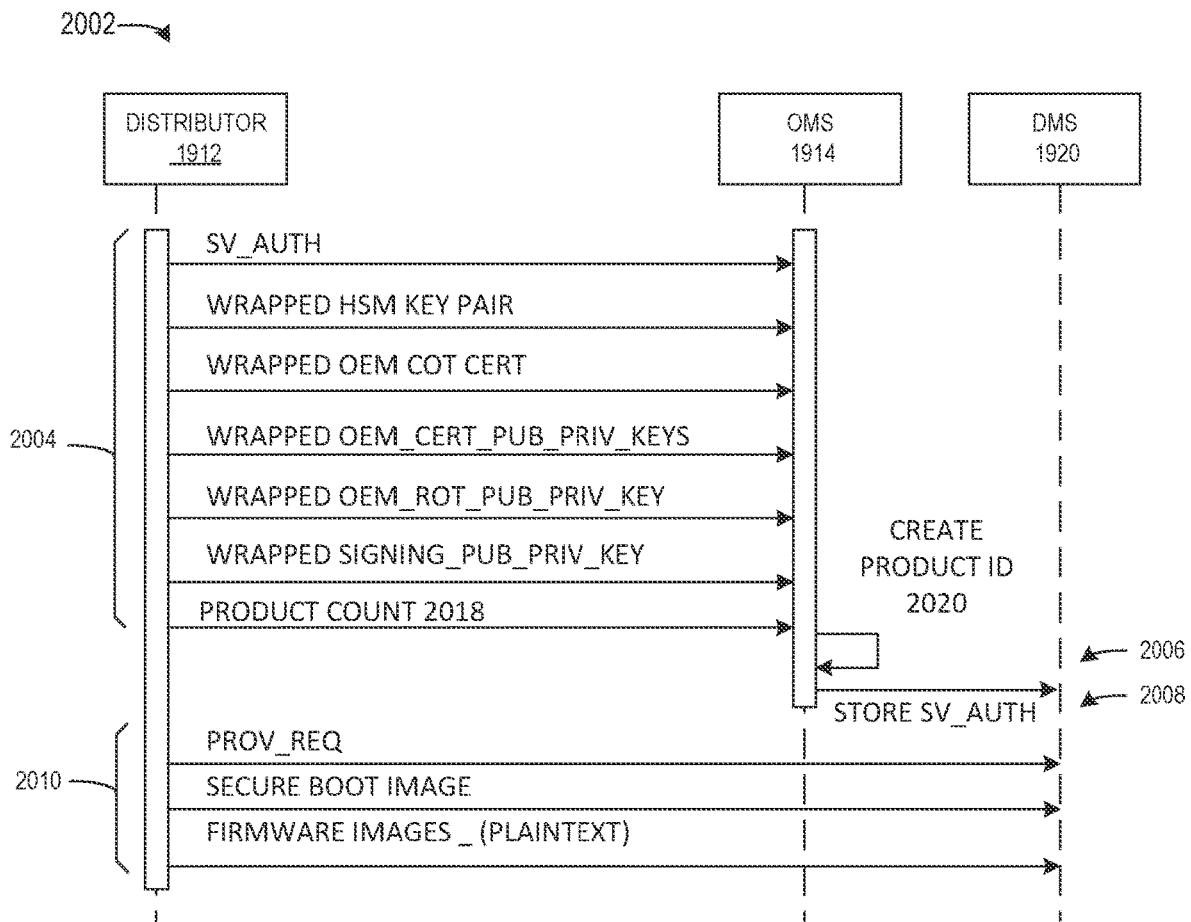 2002
DISTRIBUTOR
1912
OMS
1914
DMS
1920
SV_AUTH
WRAPPED HSM KEY PAIR
WRAPPED OEM COT CERT
2004
WRAPPED OEM_CERT_PUB_PRIV_KEYS
WRAPPED OEM_ROT_PUB_PRIV_KEY
WRAPPED SIGNING_PUB_PRIV_KEY
PRODUCT COUNT 2018
CREATE
PRODUCT ID
2020
2006
2008
STORE SV_AUTH
2010
PROV_REQ
SECURE BOOT IMAGE
FIRMWARE IMAGES _ (PLAINTEXT)